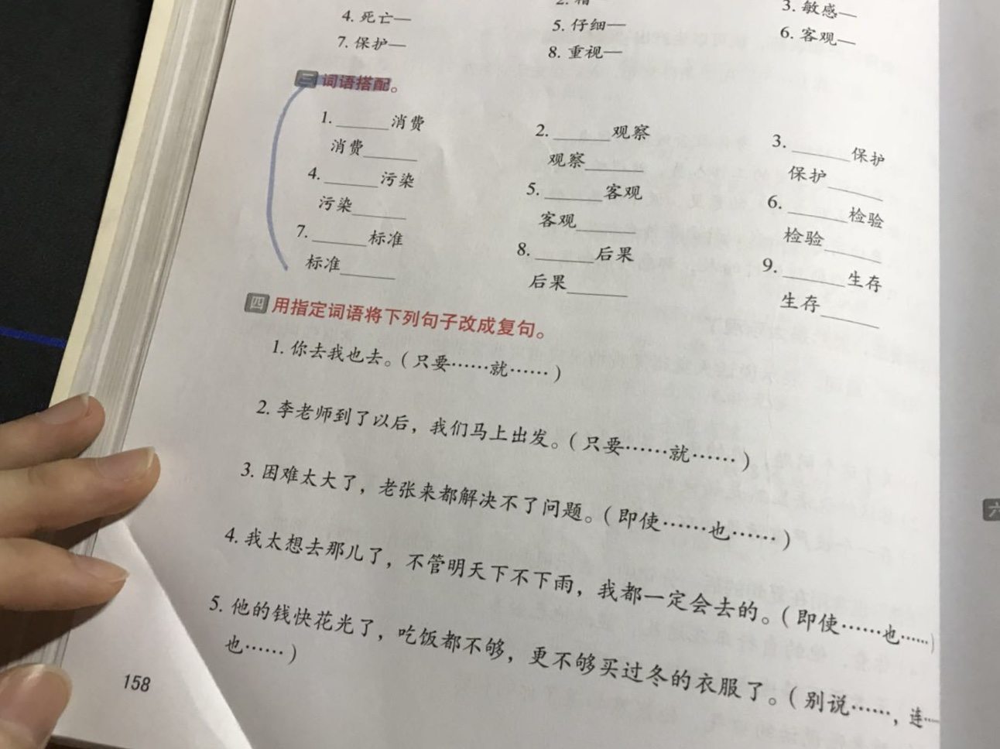 4. 死亡—
5. 仔细—
3. 敏感—
7. 保护—
8. 重视—
6. 客观—
三 词语搭配。
1. ______消费
2. ______观察
3. ______保护
消费______
观察______
保护______
4. ______污染
5. ______客观
6. ______检验
污染______
客观______
检验______
7. ______标准
8. ______后果
9. ______生存
标准______
后果______
生存______
四 用指定词语将下列句子改成复句。
1. 你去我也去。(只要……就……)
2. 李老师到了以后，我们马上出发。(只要……就……)
3. 困难太大了，老张来都解决不了问题。(即使……也……)
4. 我太想去那儿了，不管明天下不下雨，我都一定会去的。(即使……也……)
5. 他的钱快花光了，吃饭都不够，更不够买过冬的衣服了。(别说……，连……
也……)
158
六